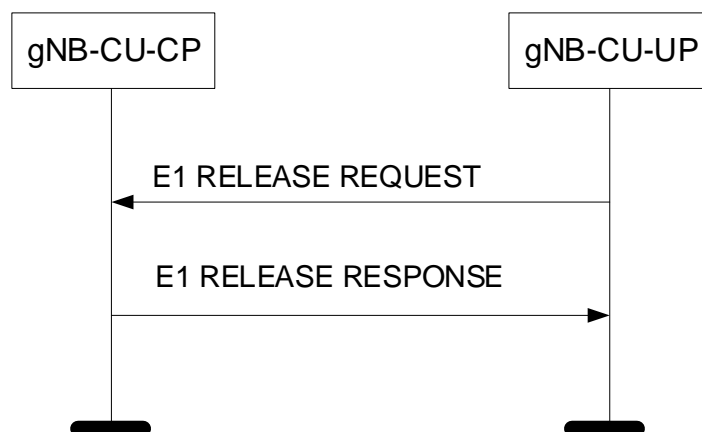 gNB-CU-CP
gNB-CU-UP
E1 RELEASE REQUEST
E1 RELEASE RESPONSE